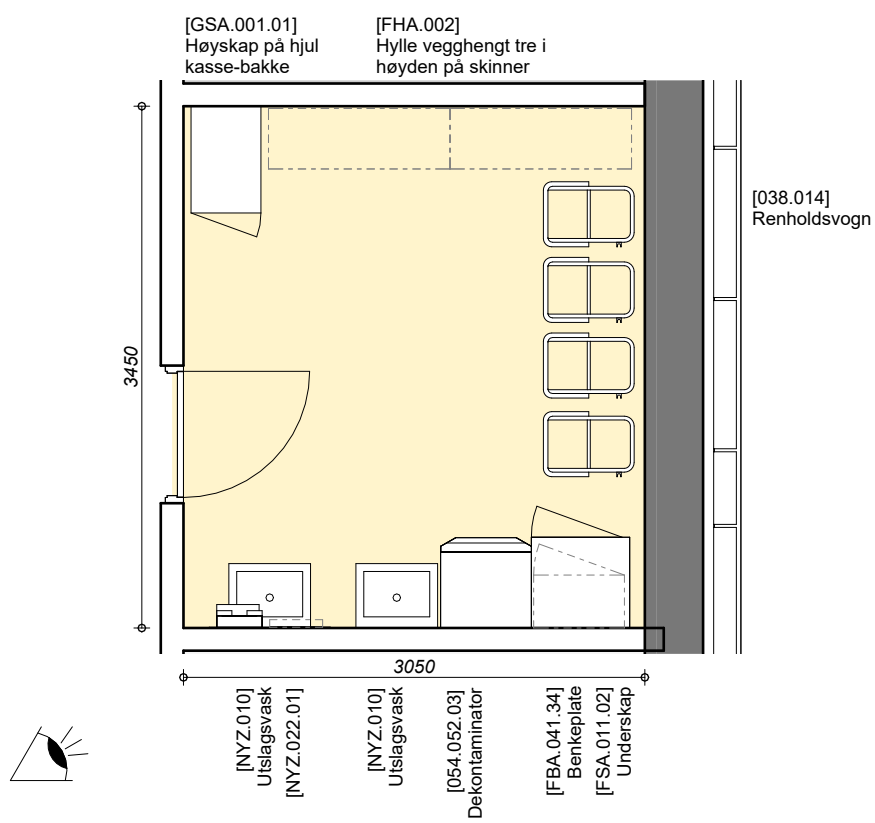 [GSA.001.01]
Høyskap på hjul
kasse-bakke
[FHA.002]
Hylle vegghengt tre i
høyden på skinner
[038.014]
Renholdsvogn
3450
3050
[NYZ.010]
Utslagsvask
[NYZ.022.01]
[NYZ.010]
Utslagsvask
[054.052.03]
Dekontaminator
[FBA.041.34]
Benkeplate
[FSA.011.02]
Underskap